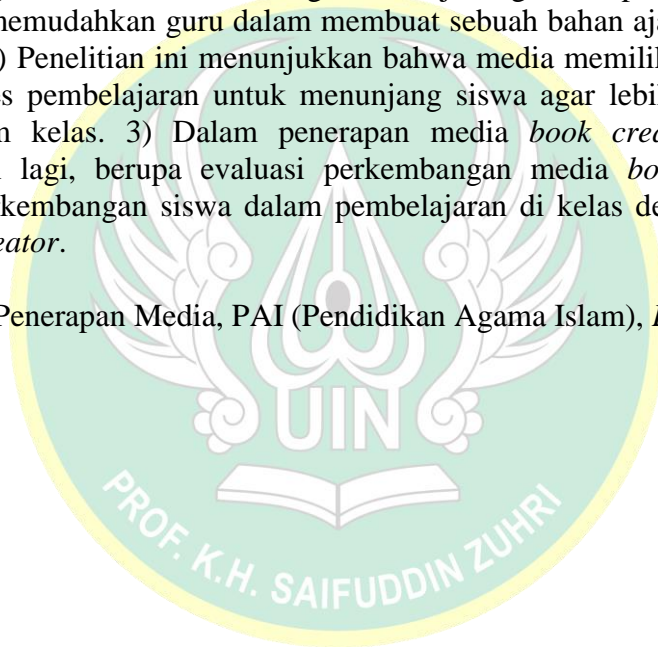 memudahkan guru dalam membuat sebuah bahan aja
) Penelitian ini menunjukkan bahwa media memilik
s pembelajaran untuk menunjang siswa agar lebil
n kelas. 3) Dalam penerapan media book crea
lagi, berupa evaluasi perkembangan media bo
rkembangan siswa dalam pembelajaran di kelas de
eator.
Penerapan Media, PAI (Pendidikan Agama Islam),
UIN
PROF. K.H. SAIFUDDIN ZUHRI